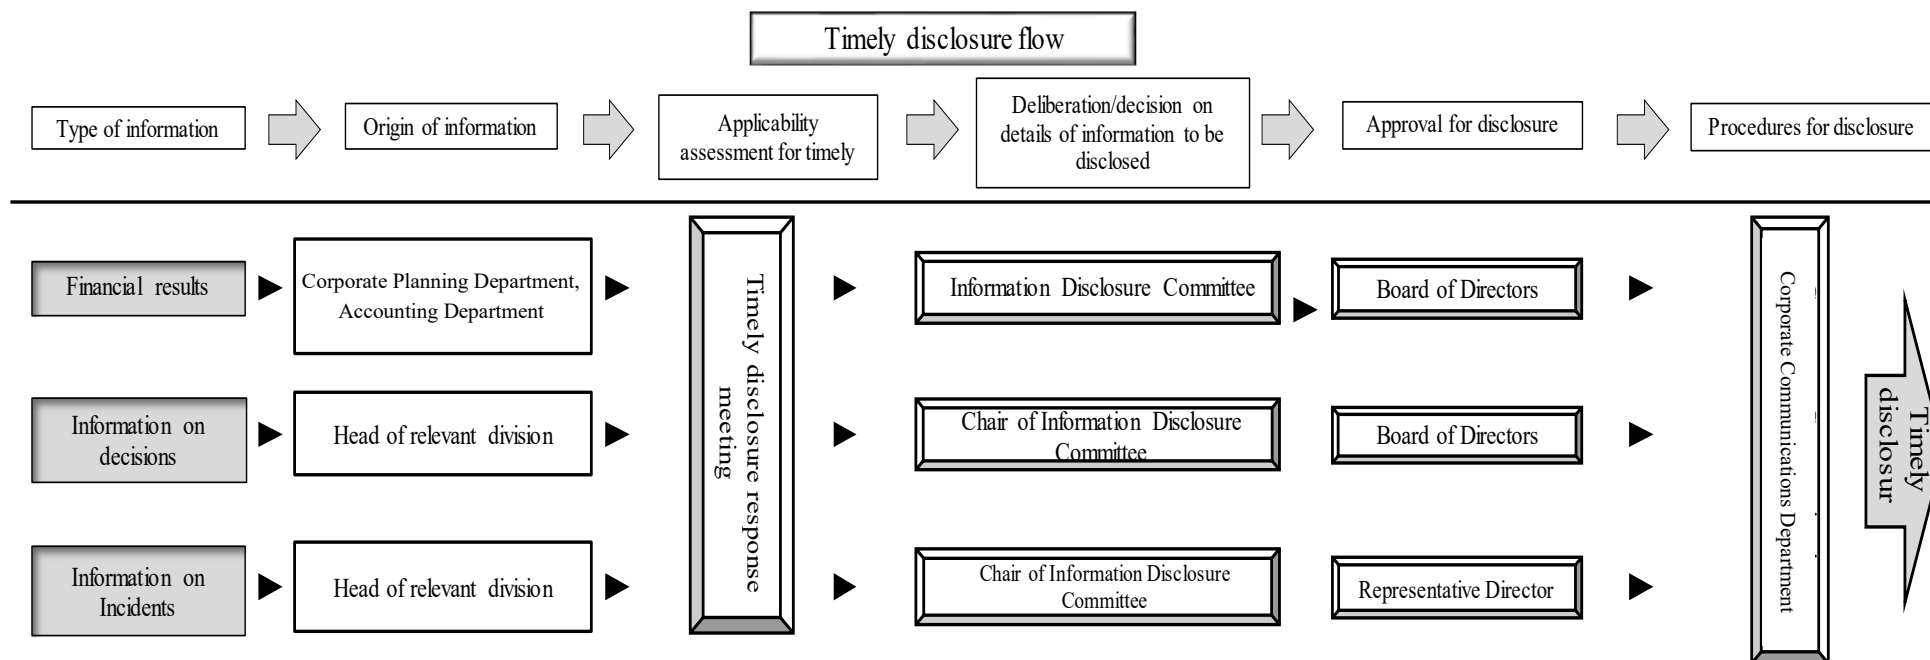 Timely disclosure flow
Type of information
Origin of information
Applicability
assessment for timely
Deliberation/decision on
details of information to be
disclosed
Approval for disclosure
Procedures for disclosure
Financial results
Corporate Planning Department,
Accounting Department
Timely disclosure response
meeting
Information Disclosure Committee
Board of Directors
Corporate Communications Department
Timely
disclosur
Information on
decisions
Head of relevant division
Chair of Information Disclosure
Committee
Board of Directors
Information on
Incidents
Head of relevant division
Chair of Information Disclosure
Committee
Representative Director